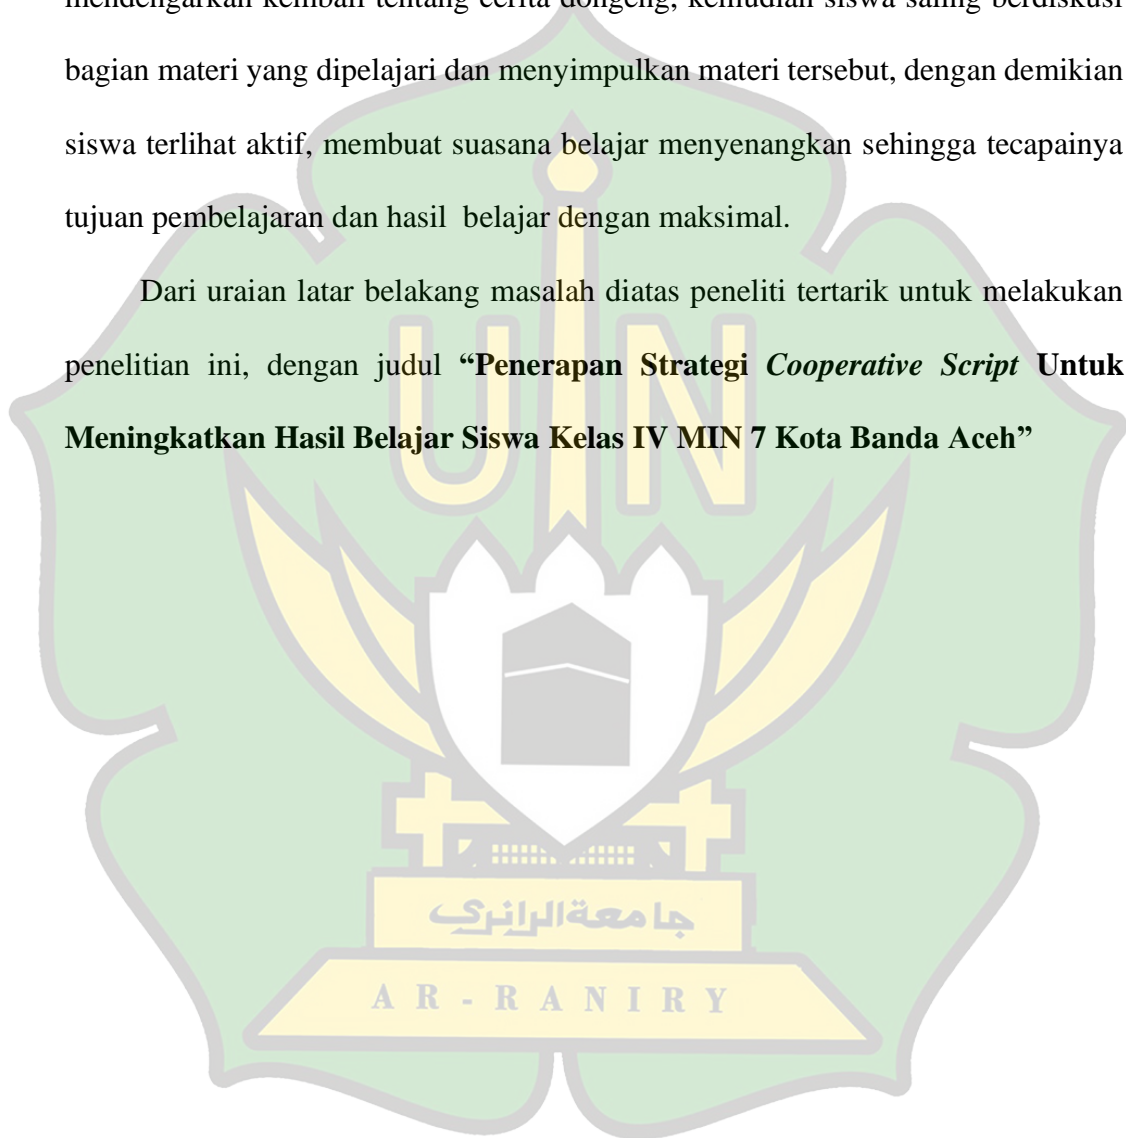 mendengarkan kembali tentang cerita dongeng, kemudian siswa saling berdiskusi
bagian materi yang dipelajari dan menyimpulkan materi tersebut, dengan demikian
siswa terlihat aktif, membuat suasana belajar menyenangkan sehingga tecapainya
tujuan pembelajaran dan hasil  belajar dengan maksimal.
Dari uraian latar belakang masalah diatas peneliti tertarik untuk melakukan
penelitian ini, dengan judul “Penerapan Strategi Cooperative Script Untuk
Meningkatkan Hasil Belajar Siswa Kelas IV MIN 7 Kota Banda Aceh”
UIN
جامعةالرانري
AR-RANIRY